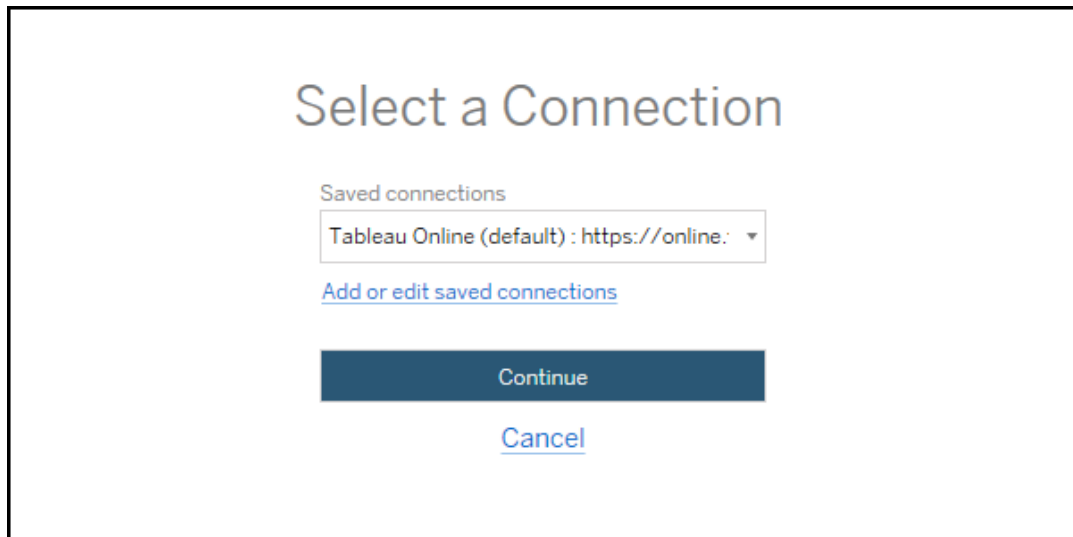 Select a Connection
Saved connections
Tableau Online (default) : https://online.
Add or edit saved connections
Continue
Cancel